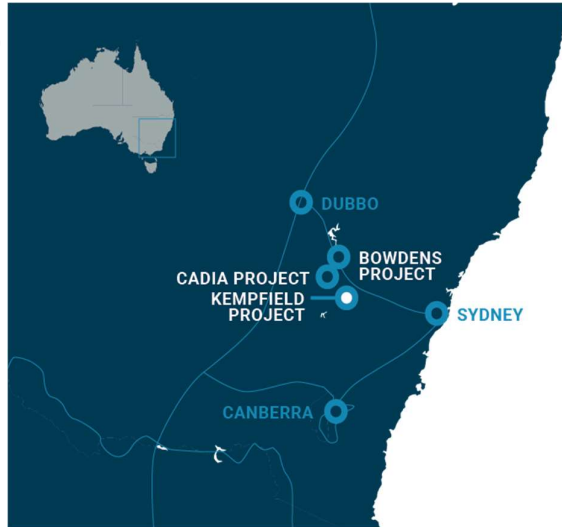 DUBBO
BOWDENS
PROJECT
CADIA PROJECT
KEMPFIELD
PROJECT
SYDNEY
CANBERRA